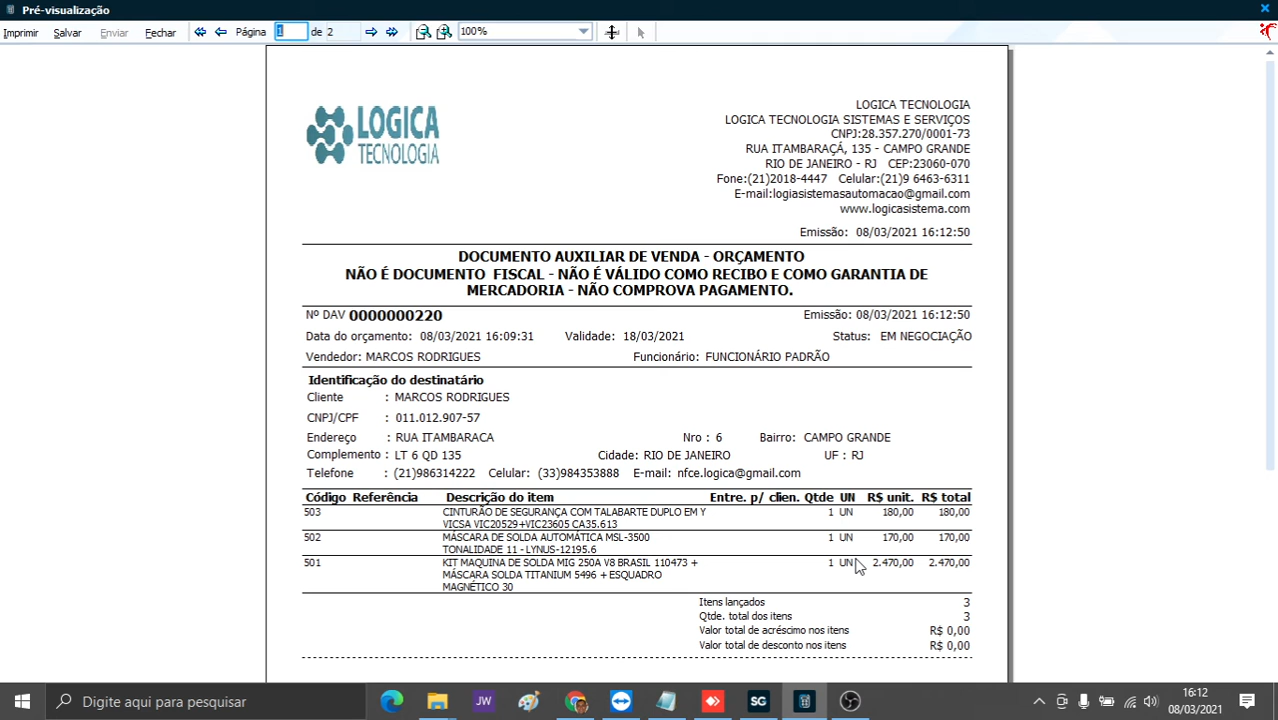 Pré-visualização
Imprimir Salvar Enviar Fechar Página 1 de 2 100%
LOGICA
TECNOLOGIA
LOGICA TECNOLOGIA
LOGICA TECNOLOGIA SISTEMAS E SERVIÇOS
CNPJ:28.357.270/0001-73
RUA ITAMBARAÇÁ, 135 - CAMPO GRANDE
RIO DE JANEIRO - RJ CEP:23060-070
Fone:(21)2018-4447 Celular:(21)9 6463-6311
E-mail:logiasistemasautomacao@gmail.com
www.logicasistema.com
Emissão: 08/03/2021 16:12:50
DOCUMENTO AUXILIAR DE VENDA - ORÇAMENTO
NÃO É DOCUMENTO FISCAL - NÃO É VÁLIDO COMO RECIBO E COMO GARANTIA DE
MERCADORIA - NÃO COMPROVA PAGAMENTO.
Nº DAV 0000000220 Emissão: 08/03/2021 16:12:50
Data do orçamento: 08/03/2021 16:09:31 Validade: 18/03/2021 Status: EM NEGOCIAÇÃO
Vendedor: MARCOS RODRIGUES Funcionário: FUNCIONÁRIO PADRÃO
Identificação do destinatário
Cliente : MARCOS RODRIGUES
CNPJ/CPF : 011.012.907-57
Endereço : RUA ITAMBARACA Nro : 6 Bairro: CAMPO GRANDE
Complemento : LT 6 QD 135 Cidade: RIO DE JANEIRO UF : RJ
Telefone : (21)986314222 Celular: (33)984353888 E-mail: nfce.logica@gmail.com
Código Referência Descrição do item Entre. p/ clien. Qtde UN R$ unit. R$ total
503 CINTURÃO DE SEGURANÇA COM TALABARTE DUPLO EM Y 1 UN 180,00 180,00
VICSA VIC20529+VIC23605 CA35.613
502 MÁSCARA DE SOLDA AUTOMÁTICA MSL-3500 1 UN 170,00 170,00
TONALIDADE 11 - LYNUS-12195.6
501 KIT MAQUINA DE SOLDA MIG 250A V8 BRASIL 110473 + 1 UN 2.470,00 2.470,00
MÁSCARA SOLDA TITANIUM 5496 + ESQUADRO
MAGNÉTICO 30
Itens lançados 3
Qtde. total dos itens 3
Valor total de acréscimo nos itens R$ 0,00
Valor total de desconto nos itens R$ 0,00
Digite aqui para pesquisar JW SG 16:12
08/03/2021